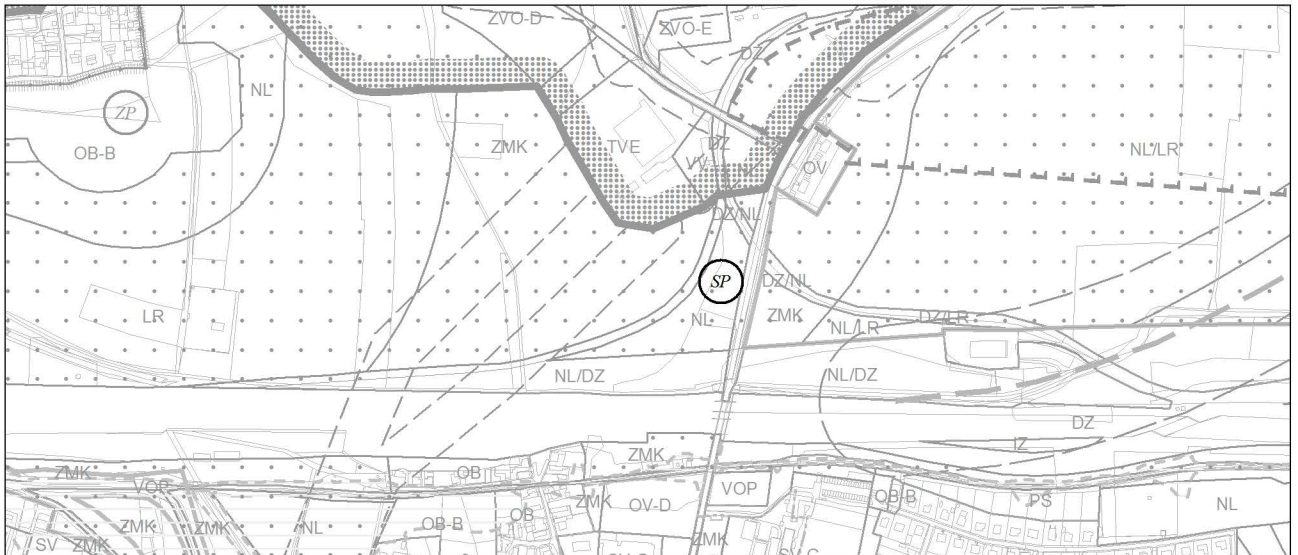 ZVO-D
ZVO-E
DZ
NL
ZP
OB-B
ZMK
TVE
DZ
VV
NL
OV
NL/LR
DZ/NL
SP
DZ/NL
LR
NL
ZMK
NL/LR
DZ/LR
NL/DZ
NL/DZ
DZ
IZ
ZMK
ZMK
OB
VOP
VOP
OB-B
PS
NL
ZMK
ZMK
NL
OB-B
OB
ZMK
OV-D
ZMK
SV
ZMK